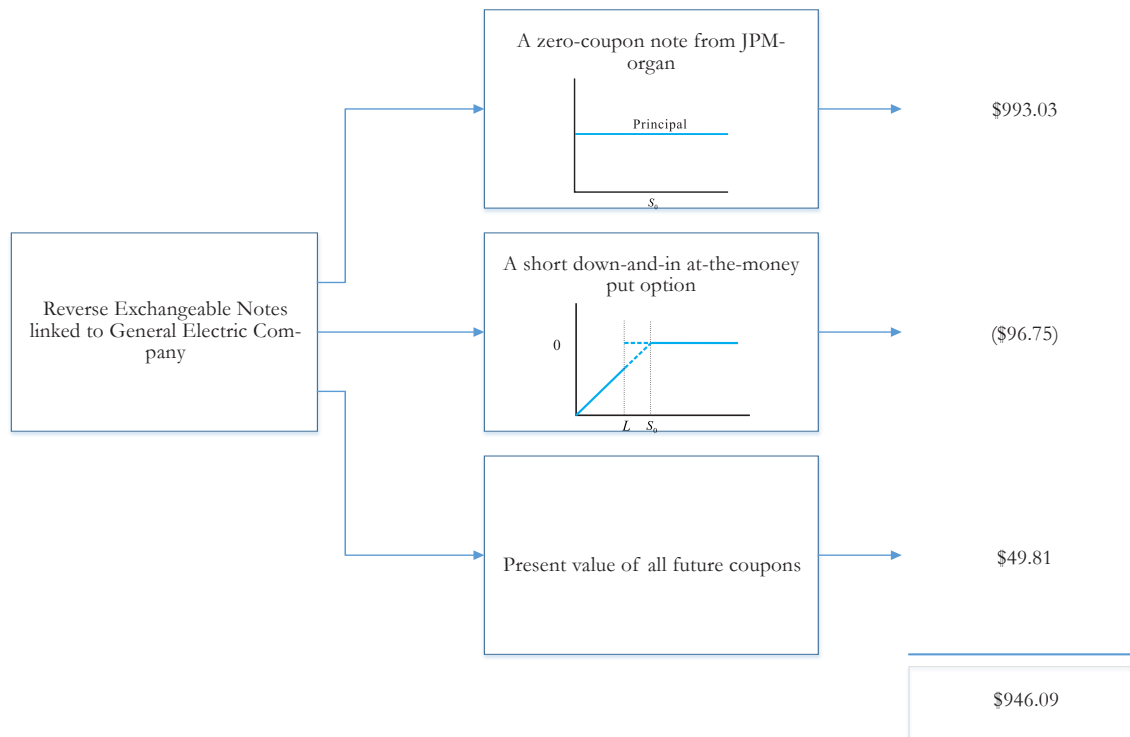 A zero-coupon note from JPM-
organ
Principal
S₀
$993.03
Reverse Exchangeable Notes
linked to General Electric Com-
pany
A short down-and-in at-the-money
put option
0
L S₀
($96.75)
Present value of all future coupons
$49.81
$946.09